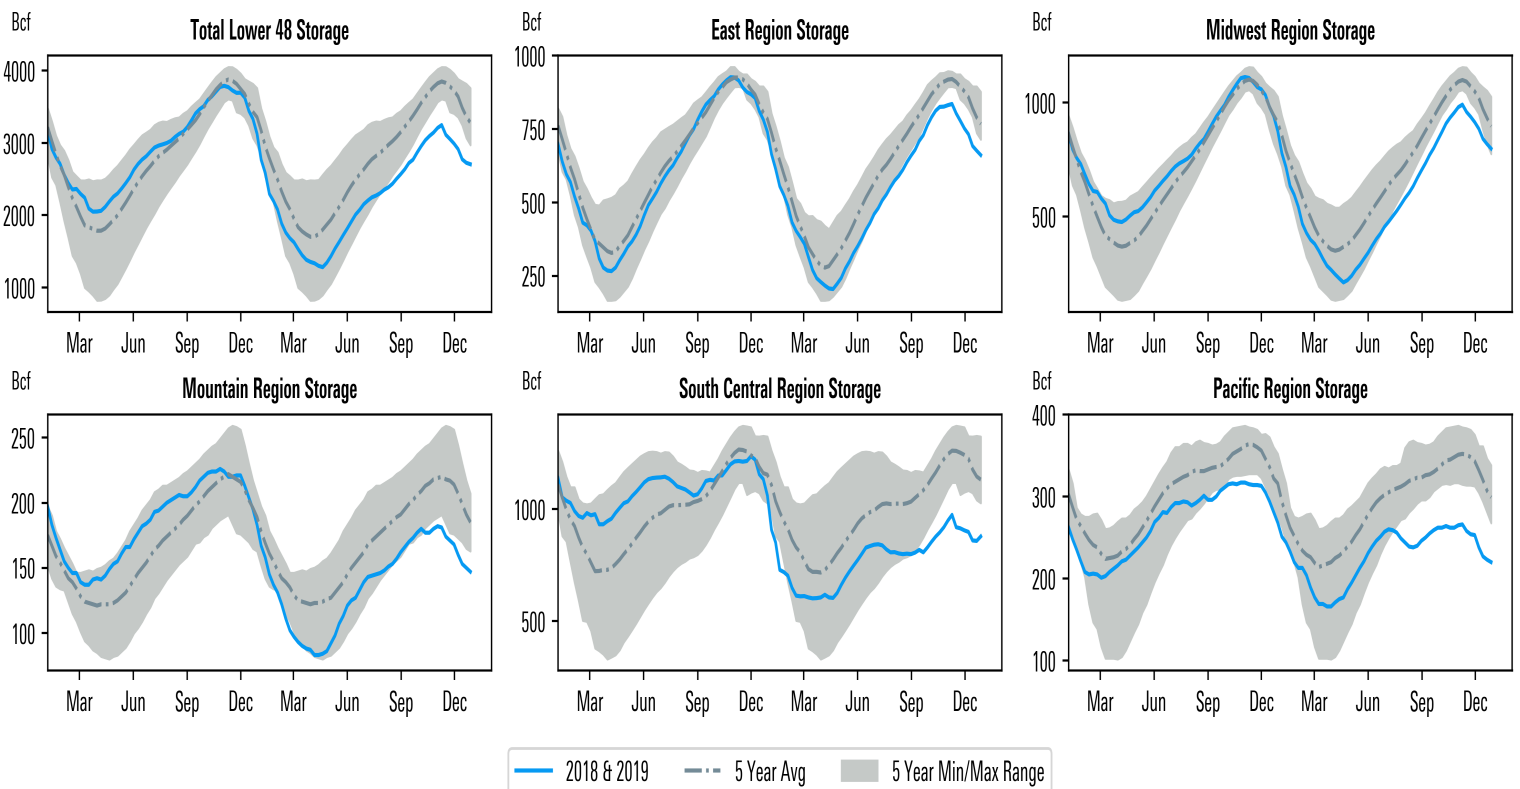 Bcf
Total Lower 48 Storage
4000
3000
2000
1000
Mar Jun Sep Dec Mar Jun Sep Dec
Bcf
East Region Storage
1000
750
500
250
Mar Jun Sep Dec Mar Jun Sep Dec
Bcf
Midwest Region Storage
1000
500
Mar Jun Sep Dec Mar Jun Sep Dec
Bcf
Mountain Region Storage
250
200
150
100
Mar Jun Sep Dec Mar Jun Sep Dec
Bcf
South Central Region Storage
1000
500
Mar Jun Sep Dec Mar Jun Sep Dec
Bcf
Pacific Region Storage
400
300
200
100
Mar Jun Sep Dec Mar Jun Sep Dec
2018 & 2019 5 Year Avg 5 Year Min/Max Range